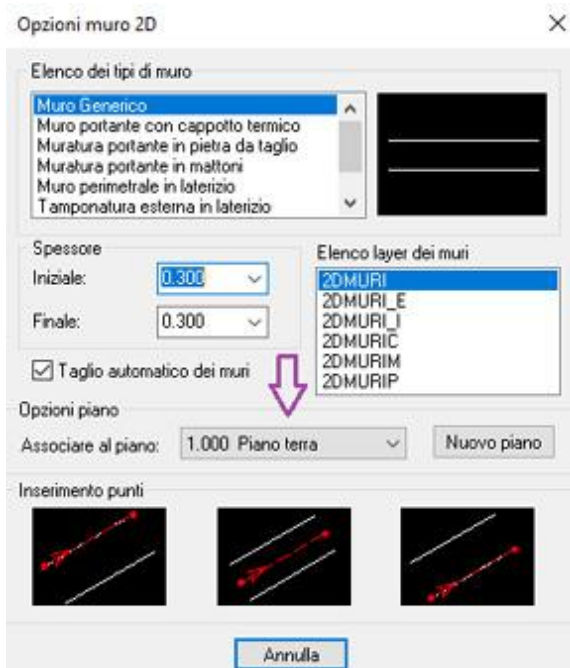 Opzioni muro 2D
Elenco dei tipi di muro
Muro Generico
Muro portante con cappotto termico
Muratura portante in pietra da taglio
Muratura portante in mattoni
Muro perimetrale in laterizio
Tamponatura esterna in laterizio
Spessore
Iniziale: 0.300
Finale: 0.300
Taglio automatico dei muri
Elenco layer dei muri
2DMURI
2DMURI_E
2DMURI_I
2DMURIC
2DMURIM
2DMURIP
Opzioni piano
Associare al piano: 1.000 Piano terra Nuovo piano
Inserimento punti
Annulla